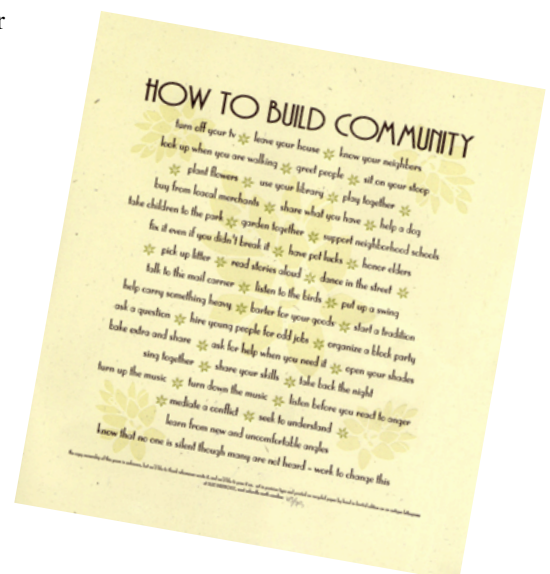 r
HOW TO BUILD COMMUNITY
turn off your tv leave your house know your neighbors
look up when you are walking greet people sit on your stoop
plant flowers use your library play together
buy from loacal merchants share what you have help a dog
take children to the park garden together support neighborhood schools
fix it even if you didn't break it have pot lucks honor elders
pick up litter read stories aloud dance in the street
talk to the mail carrier listen to the birds put up a swing
help carry something heavy barter for your goods start a tradition
ask a question hire young people for odd jobs organize a block party
bake extra and share ask for help when you need it open your shades
sing together share your skills take back the night
turn up the music turn down the music listen before you react to anger
mediate a conflict seek to understand
learn from new and uncomfortable angles
know that no one is silent though many are not heard - work to change this